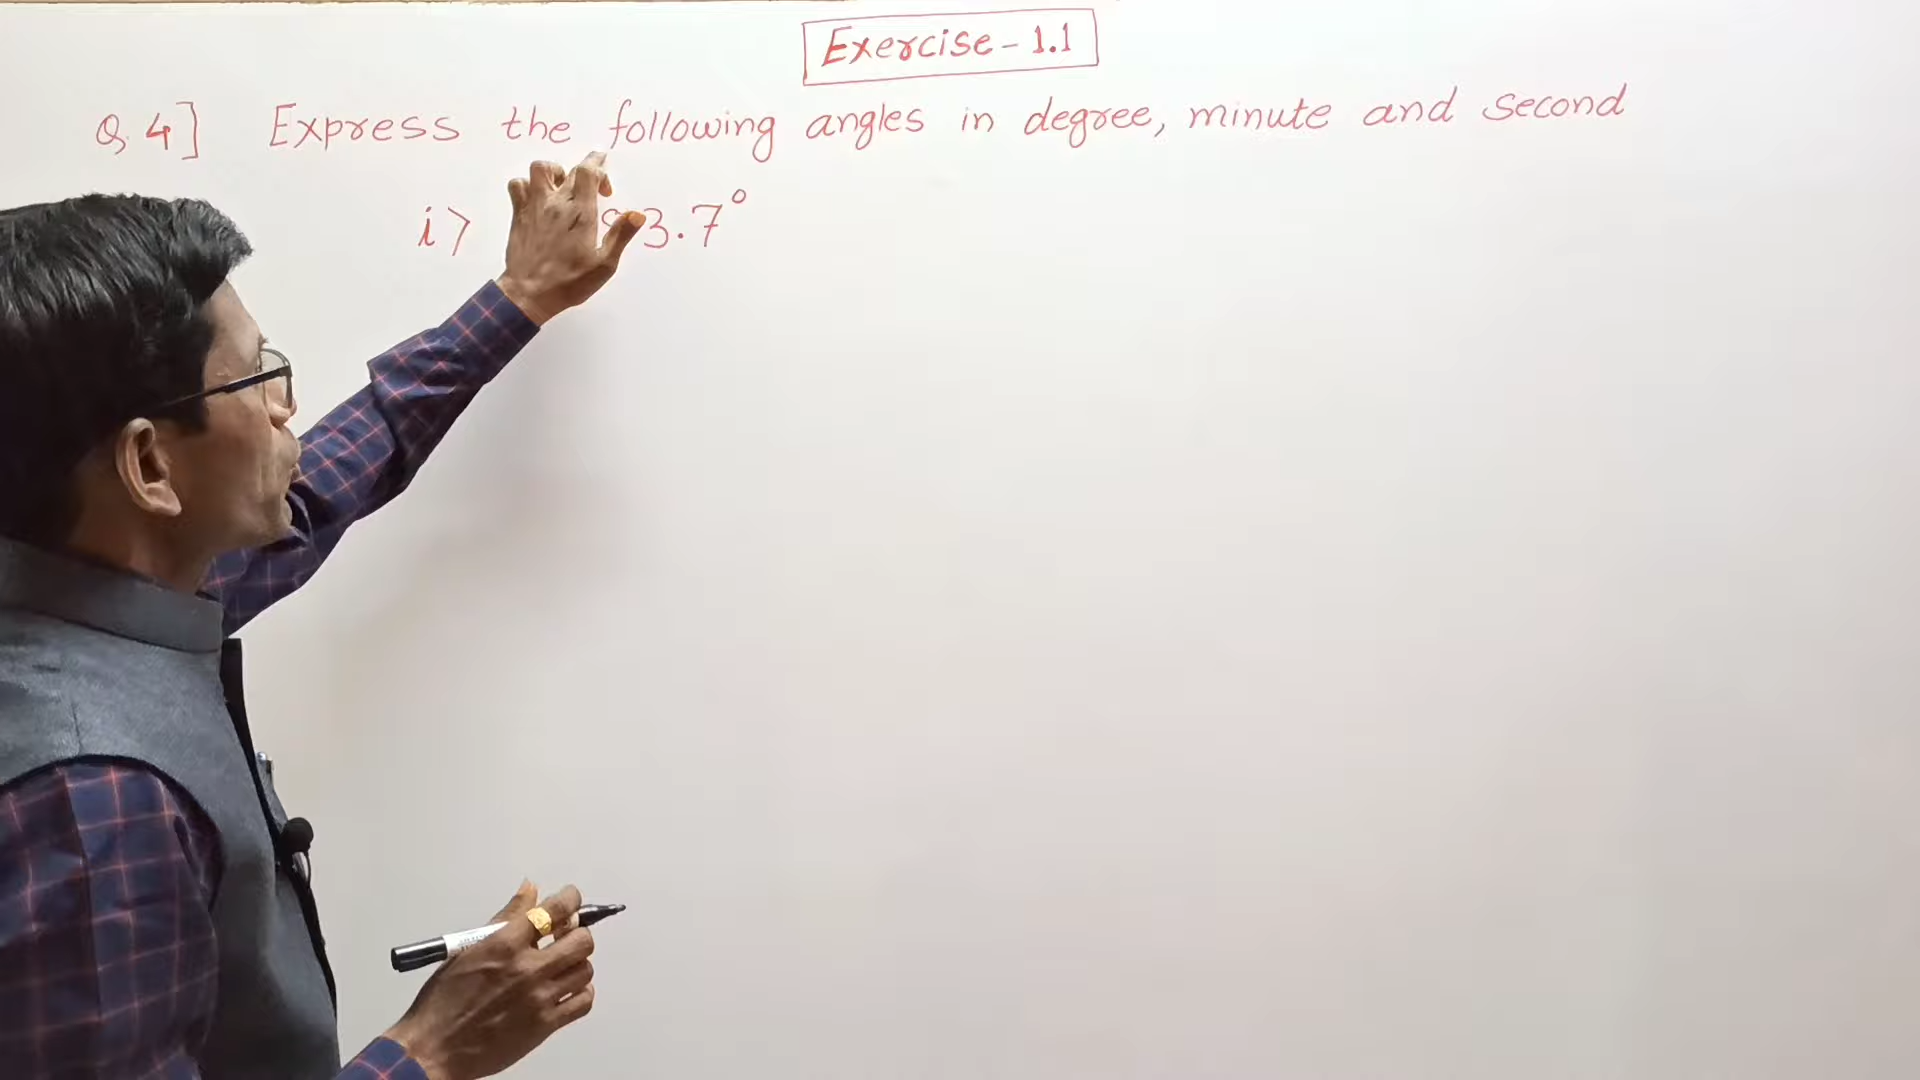 Exercise - 1.1
Q. 4] Express the following angles in degree, minute and second
i> 3.7°